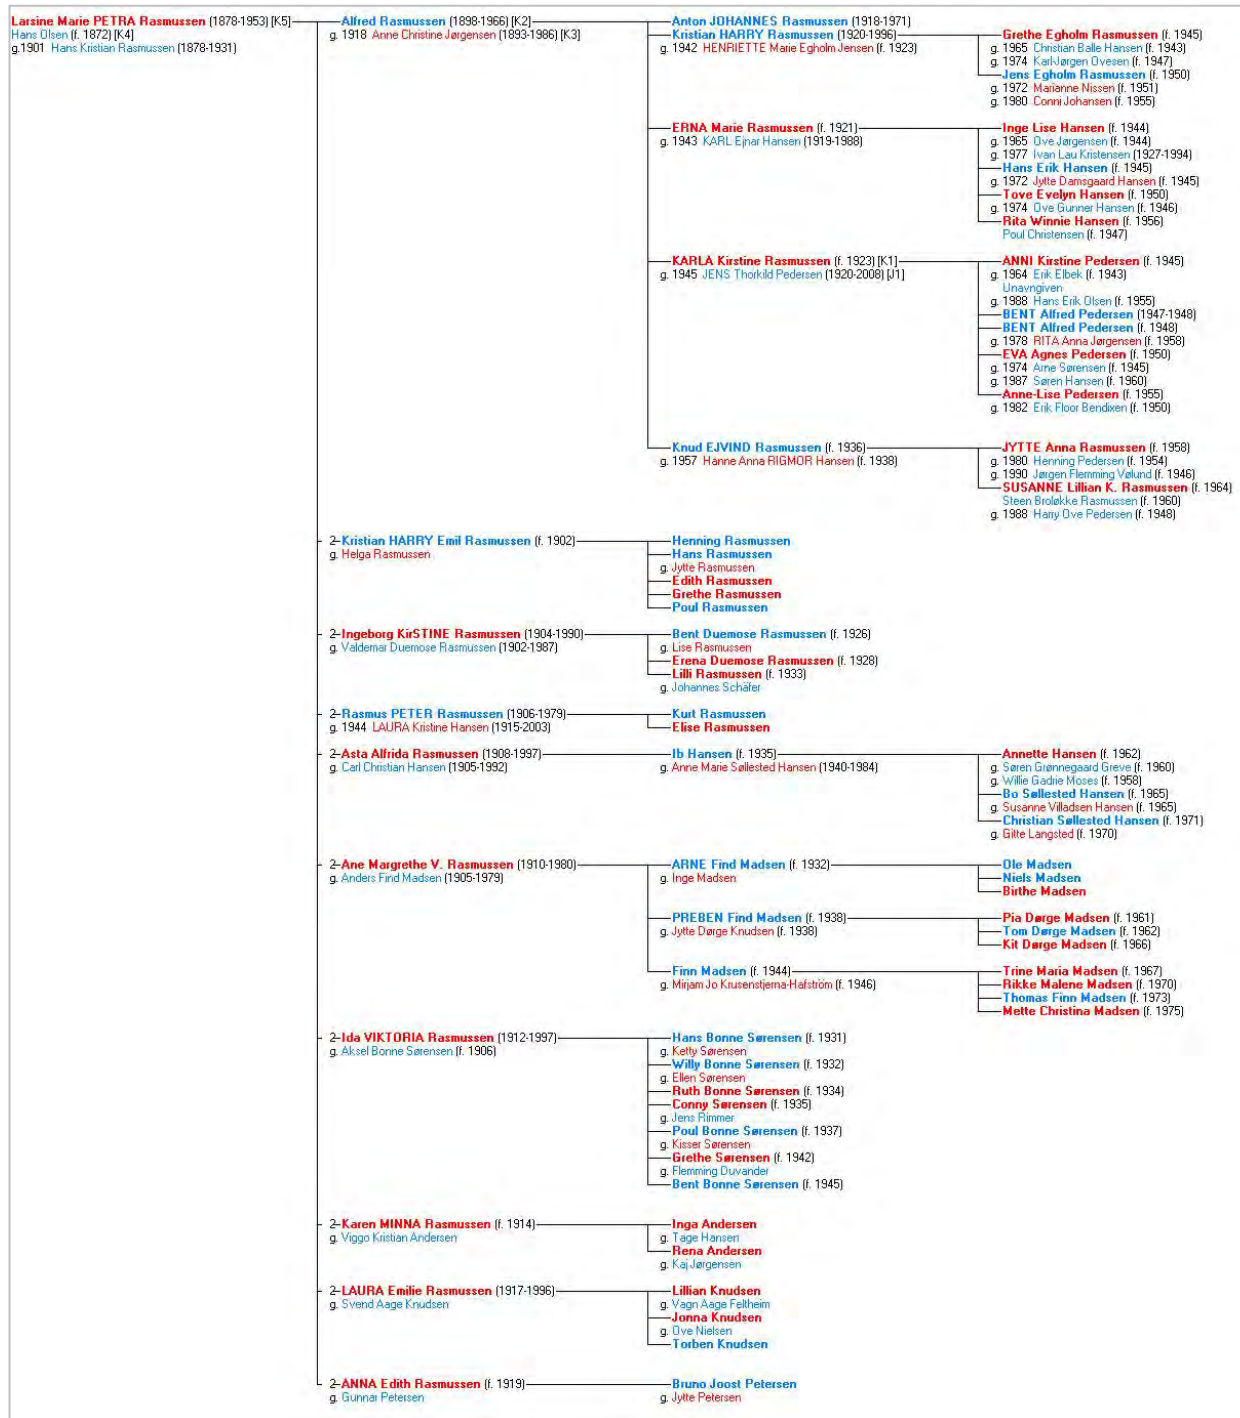 Larsine Marie PETRA Rasmussen (1878-1953) [K5]
Hans Olsen (f. 1872) [K4]
g.1901 Hans Kristian Rasmussen (1878-1931)
Alfred Rasmussen (1898-1966) [K2]
g. 1918 Anne Christine Jørgensen (1893-1986) [K3]
Anton JOHANNES Rasmussen (1918-1971)
Kristian HARRY Rasmussen (1920-1996)
g. 1942 HENRIETTE Marie Egholm Jensen (f. 1923)
Grethe Egholm Rasmussen (f. 1945)
g. 1965 Christian Balle Hansen (f. 1943)
g. 1974 Karl-Jørgen Ovesen (f. 1947)
Jens Egholm Rasmussen (f. 1950)
g. 1972 Marianne Nissen (f. 1951)
g. 1980 Conni Johansen (f. 1955)
ERNA Marie Rasmussen (f. 1921)
g. 1943 KARL Ejnar Hansen (1919-1988)
Inge Lise Hansen (f. 1944)
g. 1965 Ove Jørgensen (f. 1944)
g. 1977 Ivan Lau Kristensen (1927-1994)
Hans Erik Hansen (f. 1945)
g. 1972 Jytte Damsgaard Hansen (f. 1945)
Tove Evelyn Hansen (f. 1950)
g. 1974 Ove Gunner Hansen (f. 1946)
Rita Winnie Hansen (f. 1956)
Poul Christensen (f. 1947)
KARLA Kirstine Rasmussen (f. 1923) [K1]
g. 1945 JENS Thorkild Pedersen (1920-2008) [J1]
ANNI Kirstine Pedersen (f. 1945)
g. 1964 Erik Elbek (f. 1943)
Unavngiven
g. 1988 Hans Erik Olsen (f. 1955)
BENT Alfred Pedersen (1947-1948)
BENT Alfred Pedersen (f. 1948)
g. 1978 RITA Anna Jørgensen (f. 1958)
EVA Agnes Pedersen (f. 1950)
g. 1974 Arne Sørensen (f. 1945)
g. 1987 Søren Hansen (f. 1960)
Anne-Lise Pedersen (f. 1955)
g. 1982 Erik Floor Bendixen (f. 1950)
Knud EJVIND Rasmussen (f. 1936)
g. 1957 Hanne Anna RIGMOR Hansen (f. 1938)
JYTTE Anna Rasmussen (f. 1958)
g. 1980 Henning Pedersen (f. 1954)
g. 1990 Jørgen Flemming Vølund (f. 1946)
SUSANNE Lillian K. Rasmussen (f. 1964)
Steen Broløkke Rasmussen (f. 1960)
g. 1988 Harry Ove Pedersen (f. 1948)
2 Kristian HARRY Emil Rasmussen (f. 1902)
g. Helga Rasmussen
Henning Rasmussen
Hans Rasmussen
g. Jytte Rasmussen
Edith Rasmussen
Grethe Rasmussen
Poul Rasmussen
2 Ingeborg KirSTINE Rasmussen (1904-1990)
g. Valdemar Duemose Rasmussen (1902-1987)
Bent Duemose Rasmussen (f. 1926)
g. Lise Rasmussen
Erena Duemose Rasmussen (f. 1928)
Lilli Rasmussen (f. 1933)
g. Johannes Schäfer
2 Rasmus PETER Rasmussen (1906-1979)
g. 1944 LAURA Kristine Hansen (1915-2003)
Kurt Rasmussen
Elise Rasmussen
2 Asta Alfrida Rasmussen (1908-1997)
g. Carl Christian Hansen (1905-1992)
Ib Hansen (f. 1935)
g. Anne Marie Søllested Hansen (1940-1984)
Annette Hansen (f. 1962)
g. Søren Grønnegaard Greve (f. 1960)
g. Willie Gadrie Moses (f. 1958)
Bo Søllested Hansen (f. 1965)
g. Susanne Villadsen Hansen (f. 1965)
Christian Søllested Hansen (f. 1971)
g. Gitte Langsted (f. 1970)
2 Ane Margrethe V. Rasmussen (1910-1980)
g. Anders Find Madsen (1905-1979)
ARNE Find Madsen (f. 1932)
g. Inge Madsen
Ole Madsen
Niels Madsen
Birthe Madsen
PREBEN Find Madsen (f. 1938)
g. Jytte Dørge Knudsen (f. 1938)
Pia Dørge Madsen (f. 1961)
Tom Dørge Madsen (f. 1962)
Kit Dørge Madsen (f. 1966)
Finn Madsen (f. 1944)
g. Mirjam Jo Krusenstjerna-Hafström (f. 1946)
Trine Maria Madsen (f. 1967)
Rikke Malene Madsen (f. 1970)
Thomas Finn Madsen (f. 1973)
Mette Christina Madsen (f. 1975)
2 Ida VIKTORIA Rasmussen (1912-1997)
g. Aksel Bonne Sørensen (f. 1906)
Hans Bonne Sørensen (f. 1931)
g. Ketty Sørensen
Willy Bonne Sørensen (f. 1932)
g. Ellen Sørensen
Ruth Bonne Sørensen (f. 1934)
Conny Sørensen (f. 1935)
g. Jens Rimmer
Poul Bonne Sørensen (f. 1937)
g. Kisser Sørensen
Grethe Sørensen (f. 1942)
g. Flemming Duvander
Bent Bonne Sørensen (f. 1945)
2 Karen MINNA Rasmussen (f. 1914)
g. Viggo Kristian Andersen
Inga Andersen
g. Tage Hansen
Rena Andersen
g. Kaj Jørgensen
2 LAURA Emilie Rasmussen (1917-1996)
g. Svend Aage Knudsen
Lillian Knudsen
g. Vagn Aage Feltheim
Jonna Knudsen
g. Ove Nielsen
Torben Knudsen
2 ANNA Edith Rasmussen (f. 1919)
g. Gunnar Petersen
Bruno Joost Petersen
g. Jytte Petersen